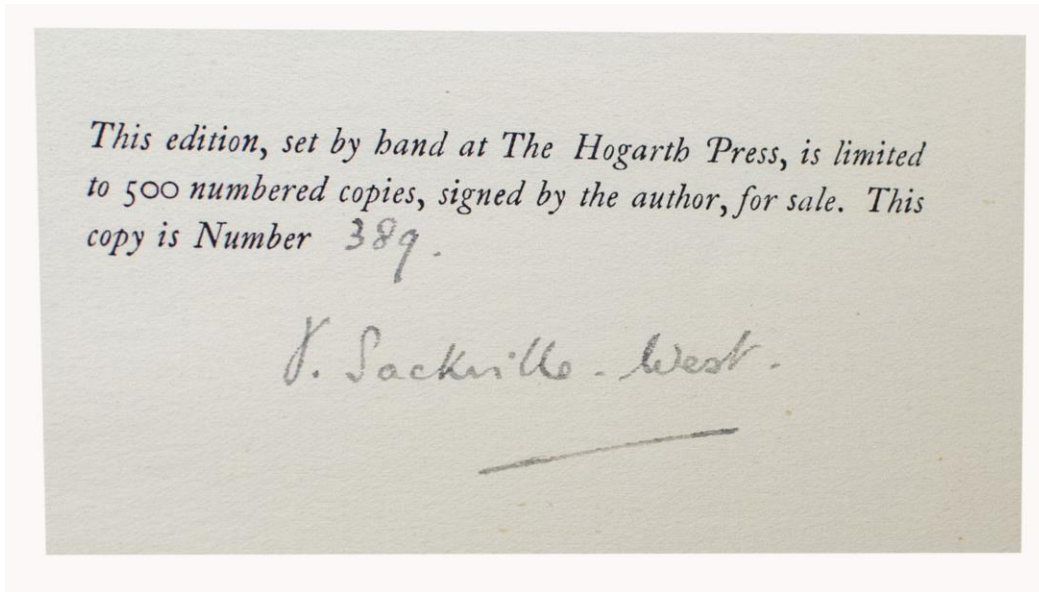 This edition, set by hand at The Hogarth Press, is limited
to 500 numbered copies, signed by the author, for sale. This
copy is Number 389.
V. Sackville-West.